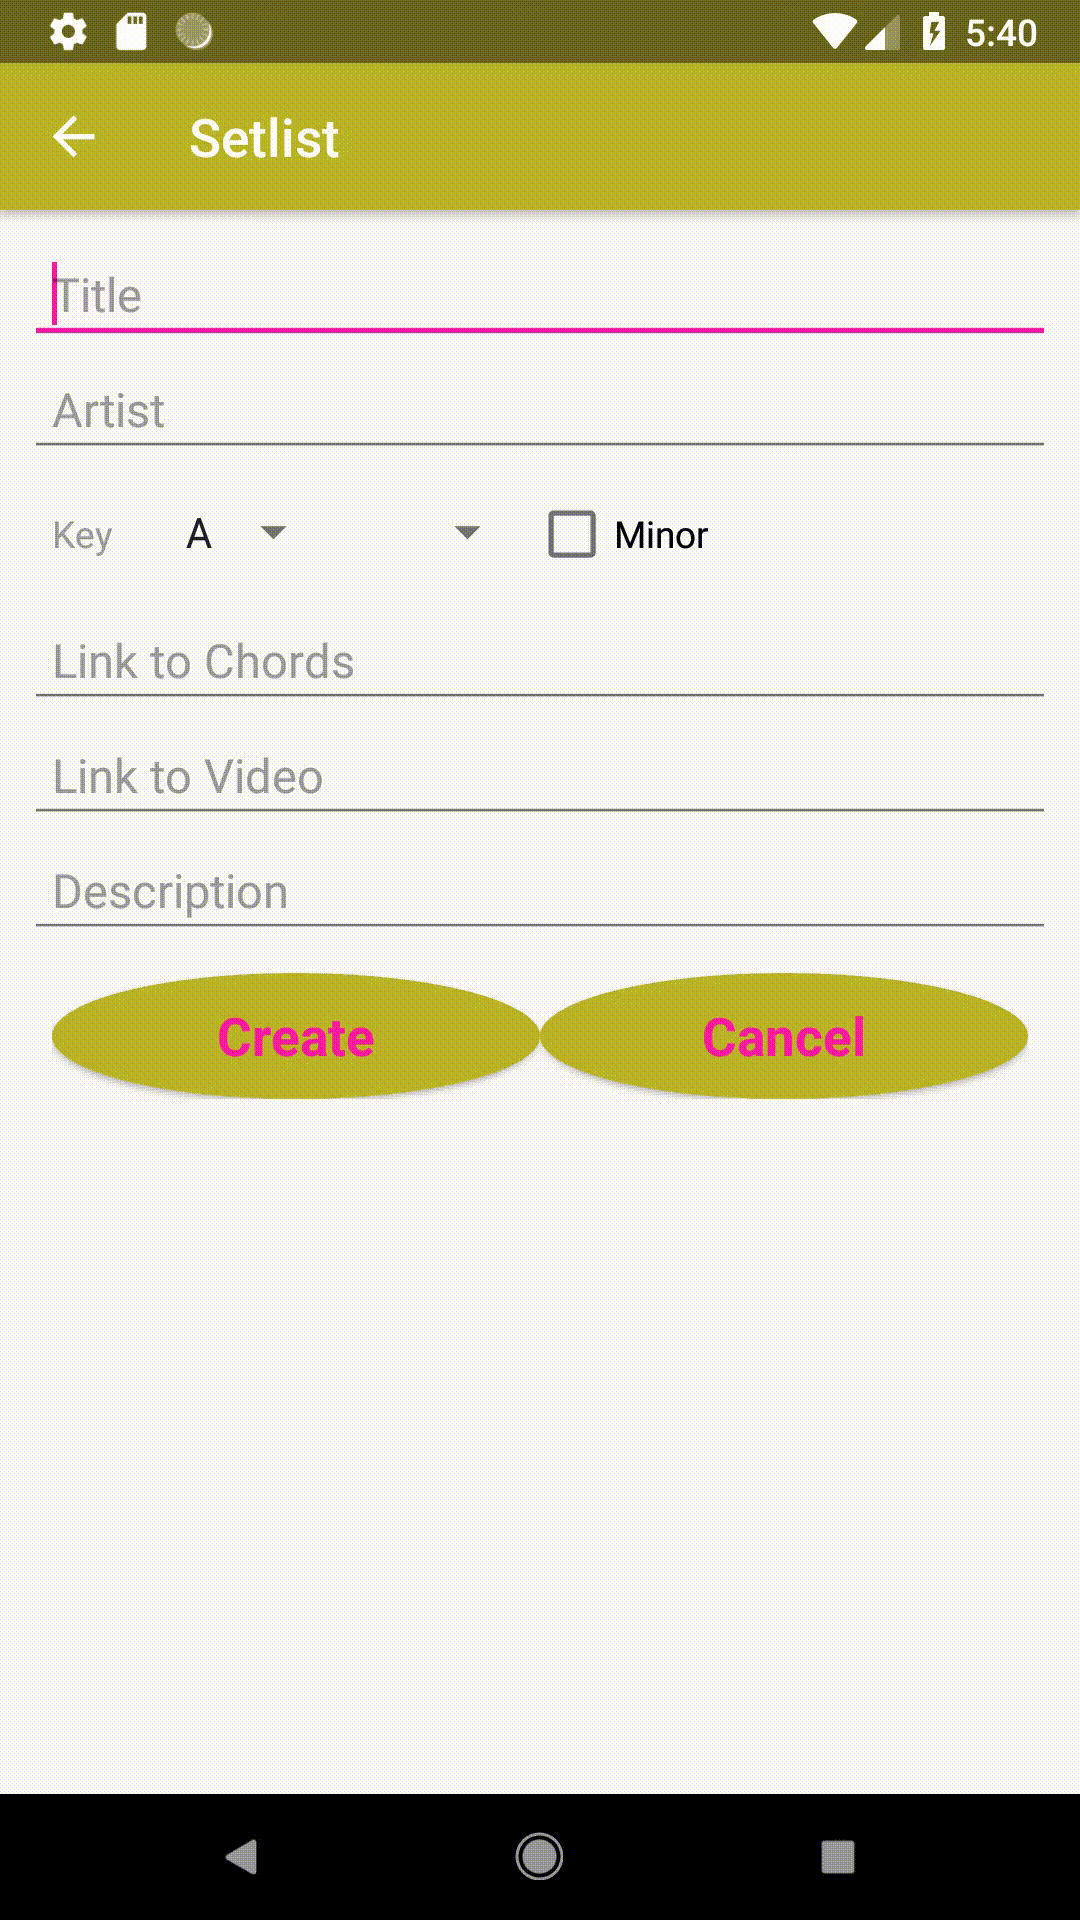 5:40
Setlist
Title
Artist
Key A Minor
Link to Chords
Link to Video
Description
Create Cancel